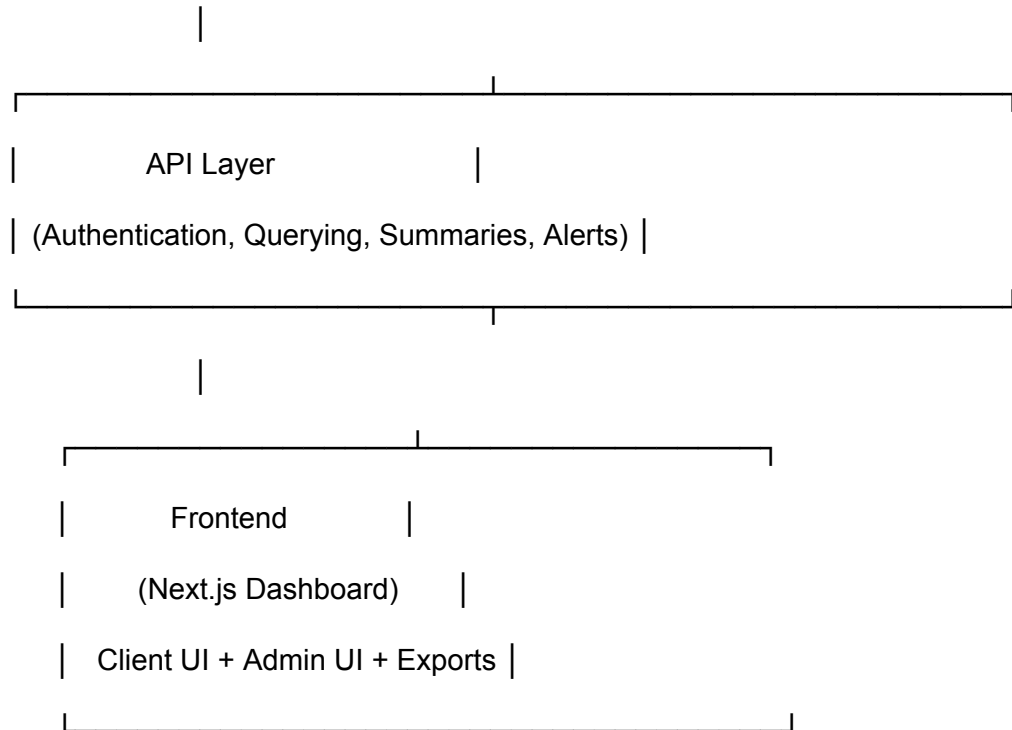 API Layer
(Authentication, Querying, Summaries, Alerts)
Frontend
(Next.js Dashboard)
Client UI + Admin UI + Exports